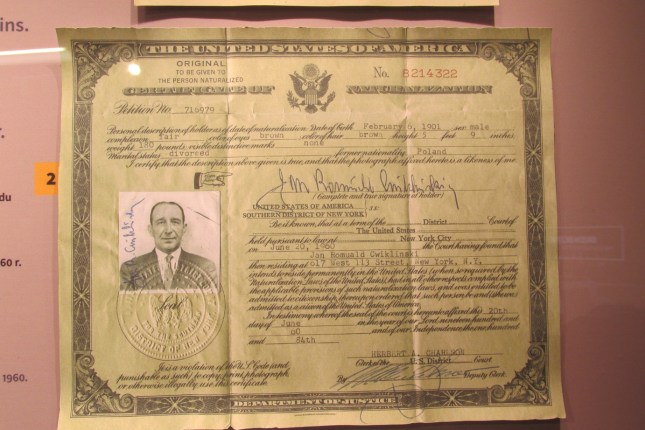 ins.
r.
2
du
60 r.
1960.
THE UNITED STATES OF AMERICA
ORIGINAL
TO BE GIVEN TO
THE PERSON NATURALIZED
No. 8214322
CERTIFICATE OF NATURALIZATION
Petition No. 716979
Personal description of holder as of date of naturalization: Date of birth February 6, 1901 sex male
complexion fair color of eyes brown color of hair brown height 5 feet 9 inches
weight 180 pounds; visible distinctive marks none
Marital status divorced former nationality Poland
I certify that the description above given is true, and that the photograph affixed hereto is a likeness of me.
(Complete and true signature of holder)
UNITED STATES OF AMERICA
SOUTHERN DISTRICT OF NEW YORK } s.s.
Be it known, that at a term of the District Court of
The United States
held pursuant to law at New York City
on June 20, 1960 the Court having found that
Jan Romuald Cwiklinski
then residing at 617 West 113 Street, New York, N.Y.
intends to reside permanently in the United States (when so required by the
Naturalization Laws of the United States), had in all other respects complied with
the applicable provisions of such naturalization laws, and was entitled to be
admitted to citizenship, thereupon ordered that such person be and (s)he was
admitted as a citizen of the United States of America.
In testimony whereof the seal of the court is hereunto affixed this 20th
day of June in the year of our Lord nineteen hundred and
60 and of our Independence the one hundred
and 84th
Seal
It is a violation of the U.S. Code (and
punishable as such) to copy, print, photograph,
or otherwise illegally use this certificate.
HERBERT A. CHARLSON
Clerk of the U.S. District Court
By Deputy Clerk
DEPARTMENT OF JUSTICE